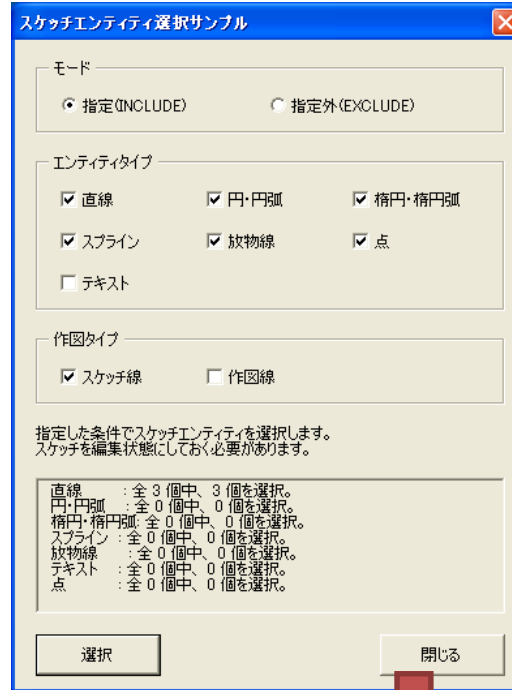 スケッチエンティティ選択サンプル
モード
指定(INCLUDE) 指定外(EXCLUDE)
エンティティタイプ
直線 円・円弧 楕円・楕円弧
スプライン 放物線 点
テキスト
作図タイプ
スケッチ線 作図線
指定した条件でスケッチエンティティを選択します。
スケッチを編集状態にしておく必要があります。
直線 : 全 3 個中、 3 個を選択。
円・円弧 : 全 0 個中、 0 個を選択。
楕円・楕円弧: 全 0 個中、 0 個を選択。
スプライン : 全 0 個中、 0 個を選択。
放物線 : 全 0 個中、 0 個を選択。
テキスト : 全 0 個中、 0 個を選択。
点 : 全 0 個中、 0 個を選択。
選択 閉じる